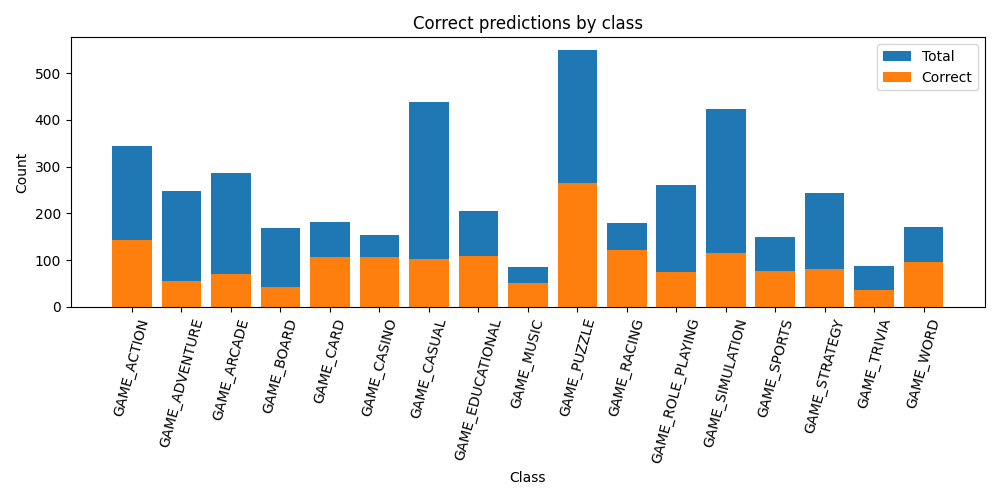 Correct predictions by class
Total
Correct
Count
500
400
300
200
100
0
GAME_ACTION
GAME_ADVENTURE
GAME_ARCADE
GAME_BOARD
GAME_CARD
GAME_CASINO
GAME_CASUAL
GAME_EDUCATIONAL
GAME_MUSIC
GAME_PUZZLE
GAME_RACING
GAME_ROLE_PLAYING
GAME_SIMULATION
GAME_SPORTS
GAME_STRATEGY
GAME_TRIVIA
GAME_WORD
Class